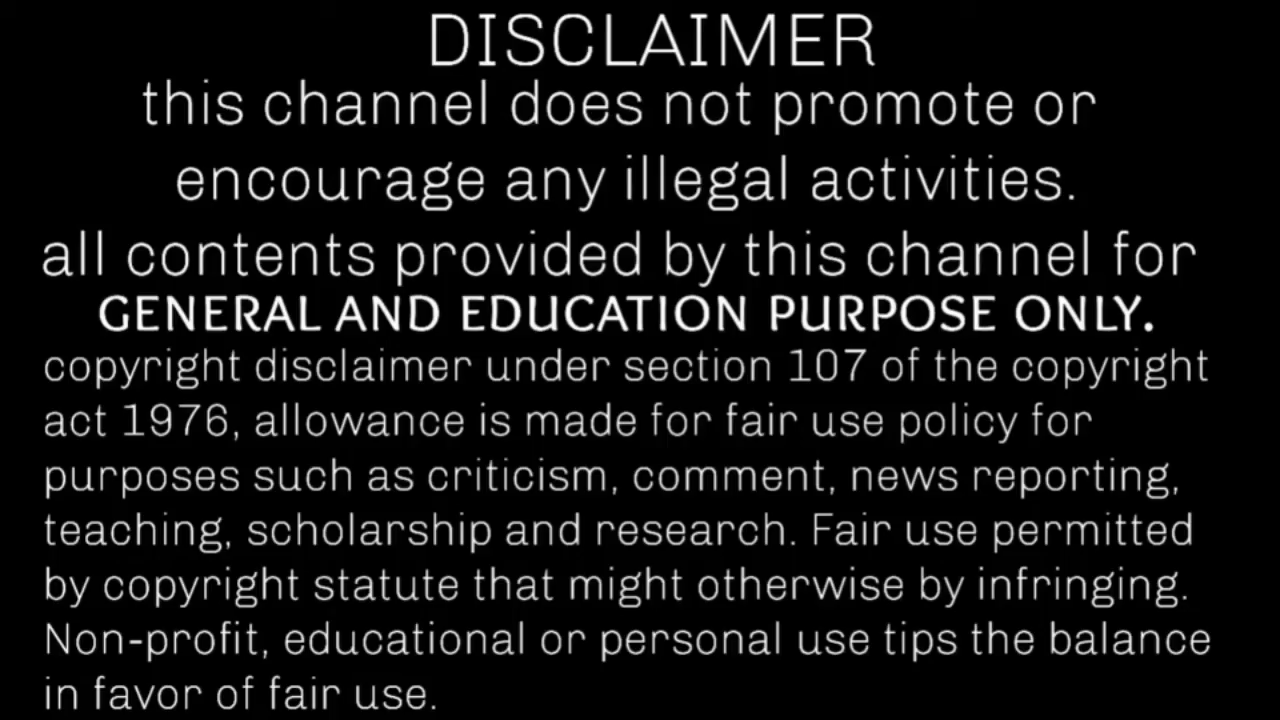 DISCLAIMER
this channel does not promote or
encourage any illegal activities.
all contents provided by this channel for
GENERAL AND EDUCATION PURPOSE ONLY.
copyright disclaimer under section 107 of the copyright
act 1976, allowance is made for fair use policy for
purposes such as criticism, comment, news reporting,
teaching, scholarship and research. Fair use permitted
by copyright statute that might otherwise by infringing.
Non-profit, educational or personal use tips the balance
in favor of fair use.